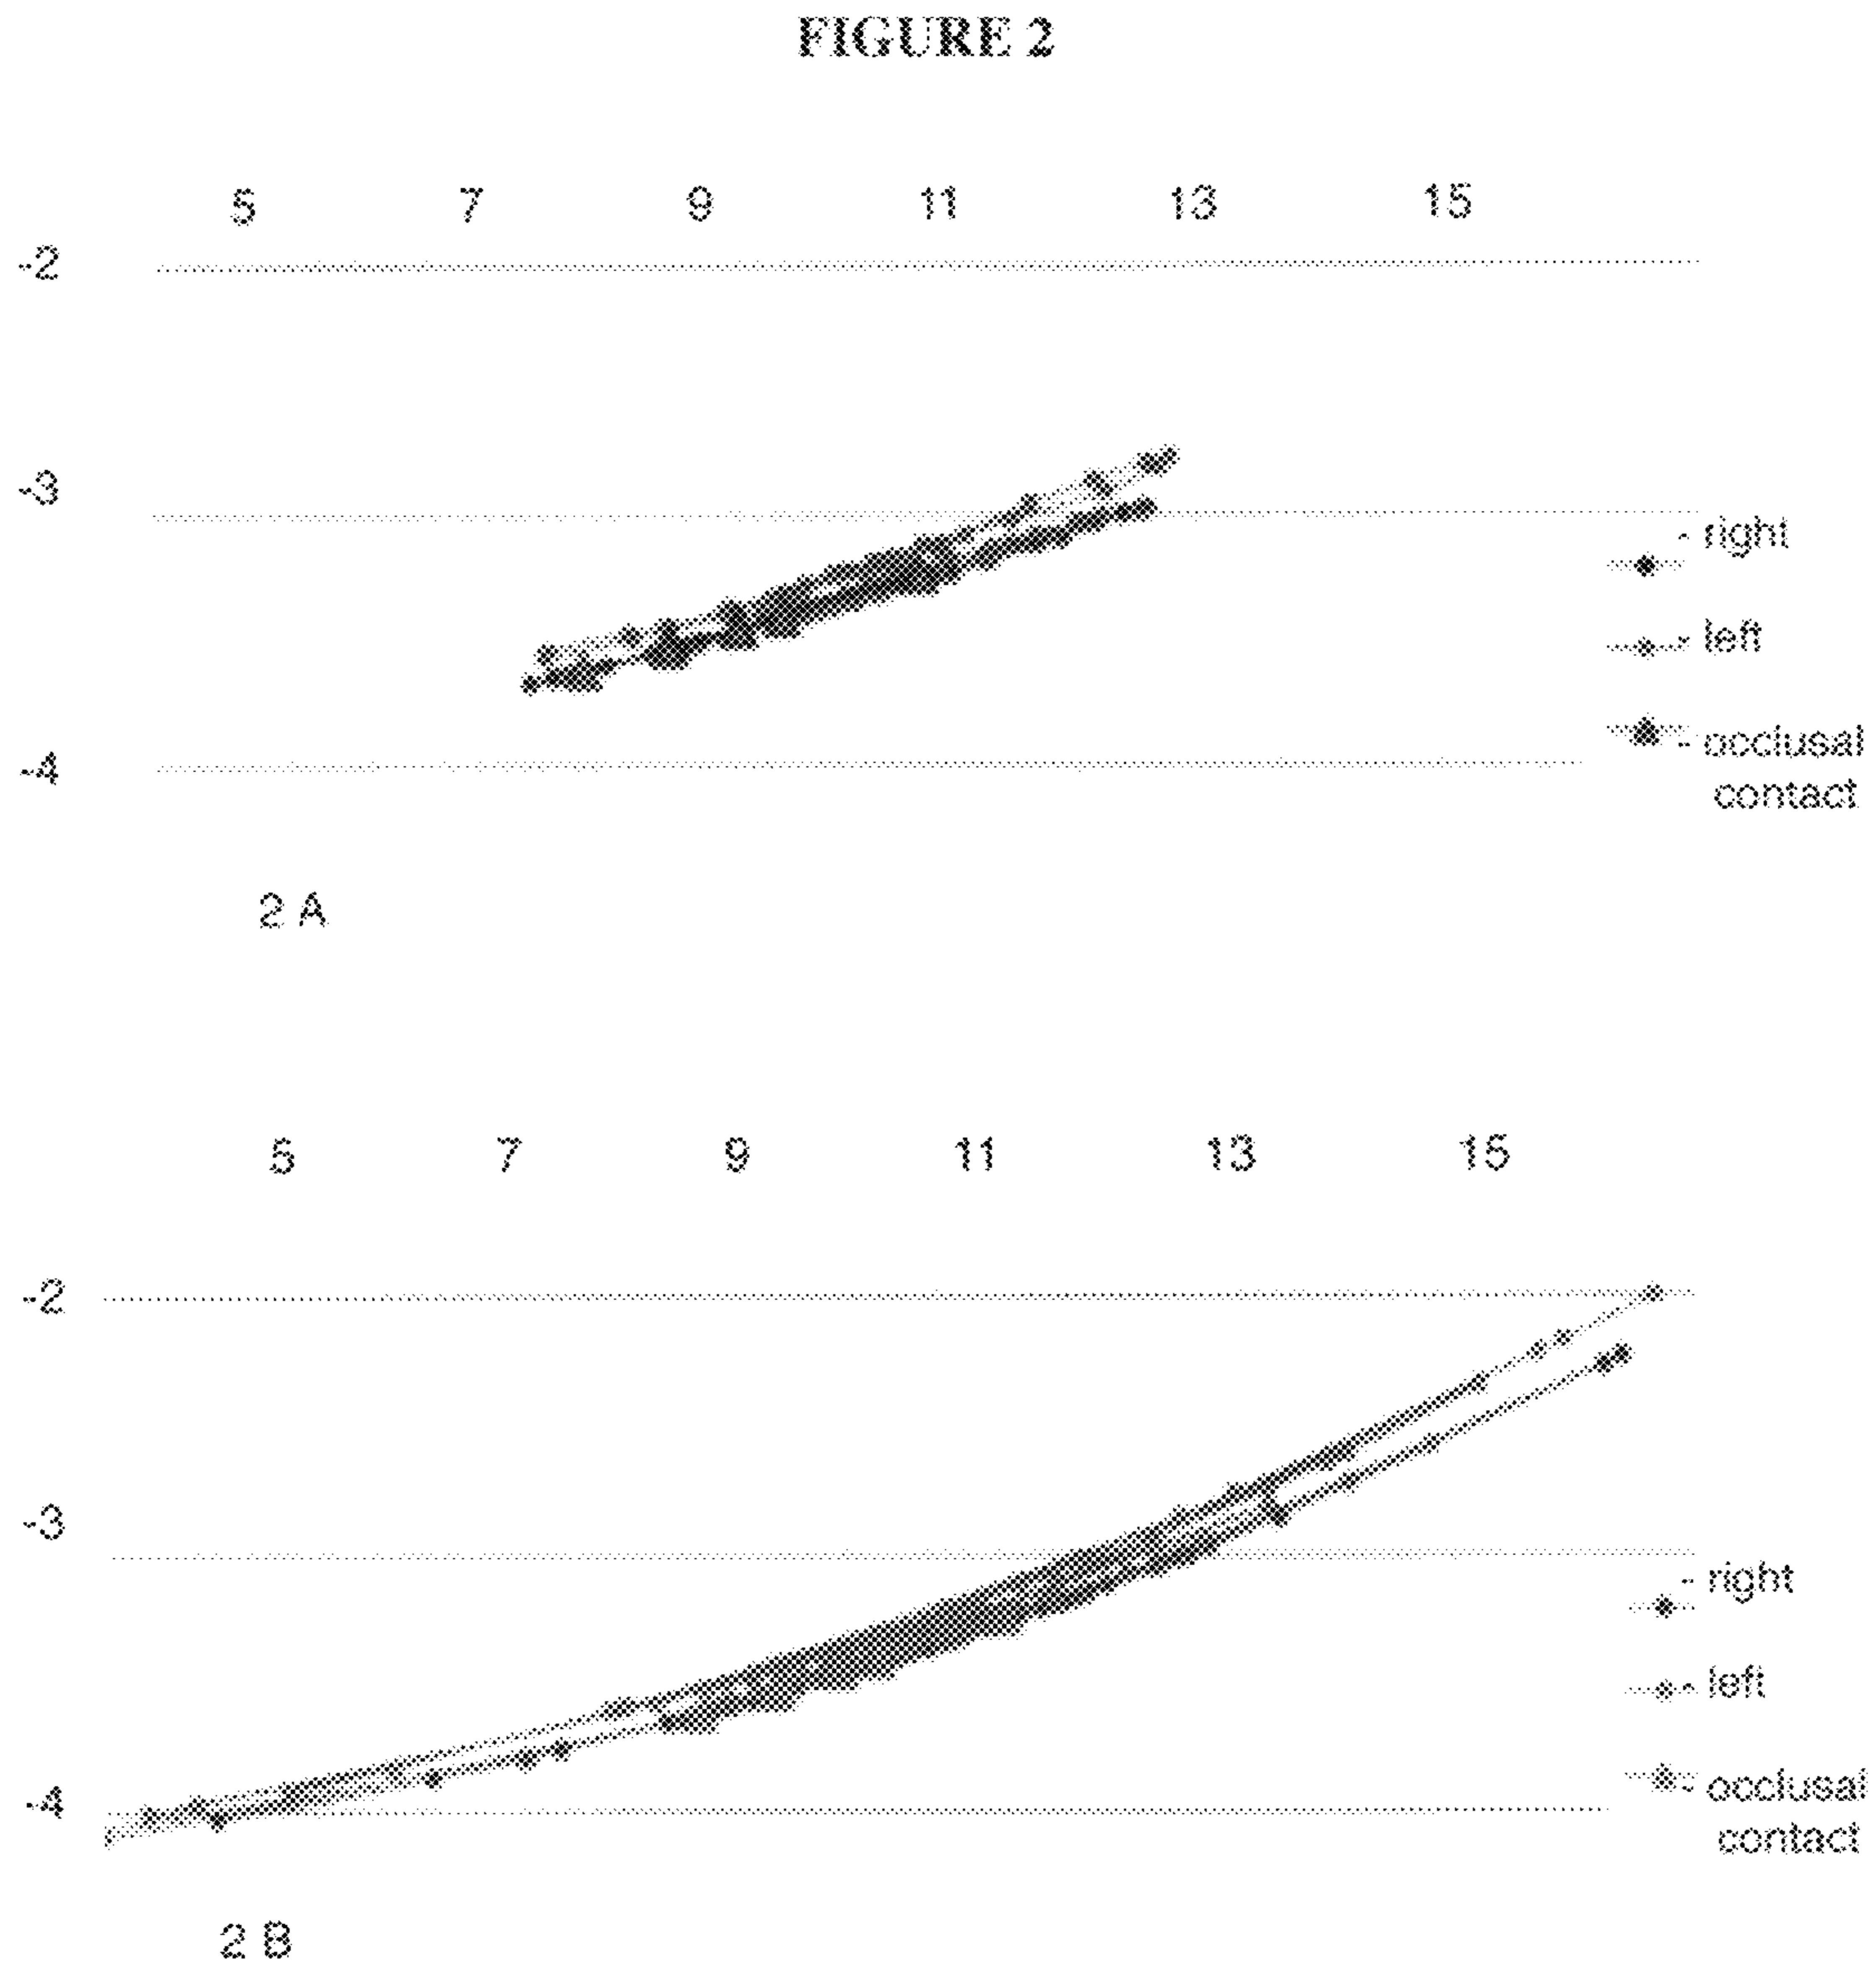 FIGURE 2
5 7 9 11 13 15
-2
-3
- right
left
-4
- occlusal
contact
2 A
5 7 9 11 13 15
-2
-3
- right
- left
-4
- occlusal
contact
2 B